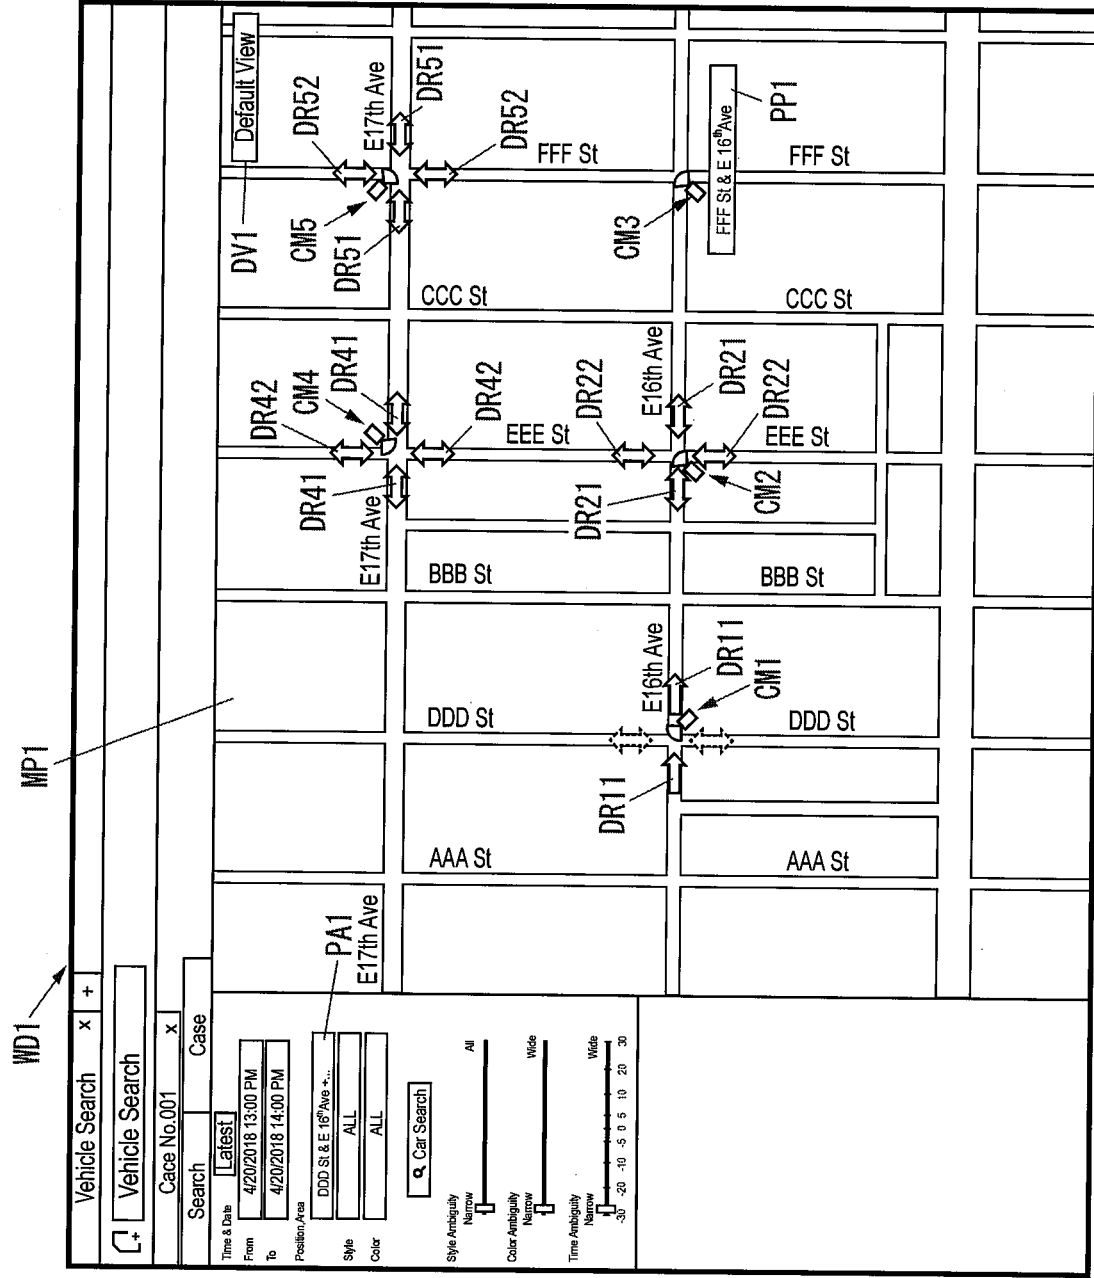 WD1
MP1
Vehicle Search x +
Vehicle Search
Cace No.001 x
Search Case
Time & Date Latest
From 4/20/2018 13:00 PM
To 4/20/2018 14:00 PM
Position,Area
DDD St & E 16th Ave +...
Style ALL
Color ALL
Car Search
Style Ambiguity
Narrow All
Color Ambiguity
Narrow Wide
Time Ambiguity
Narrow Wide
-30 -20 -10 -5 0 5 10 20 30
PA1
DV1
Default View
DR42
CM4
DR41
CM5
DR52
DR51
E17th Ave
DR41
E17th Ave
DR51
E17th Ave
DR51
DR42
DR52
AAA St
DDD St
BBB St
EEE St
CCC St
FFF St
DR11
E16th Ave
DR11
CM1
DR21
DR22
E16th Ave
DR21
DR22
CM2
CM3
FFF St & E 16th Ave
PP1
AAA St
DDD St
BBB St
EEE St
CCC St
FFF St